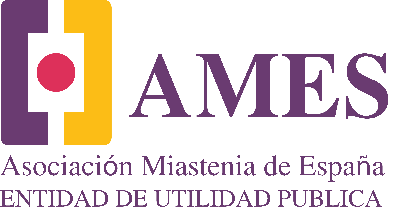 AMES
Asociación Miastenia de España
ENTIDAD DE UTILIDAD PUBLICA